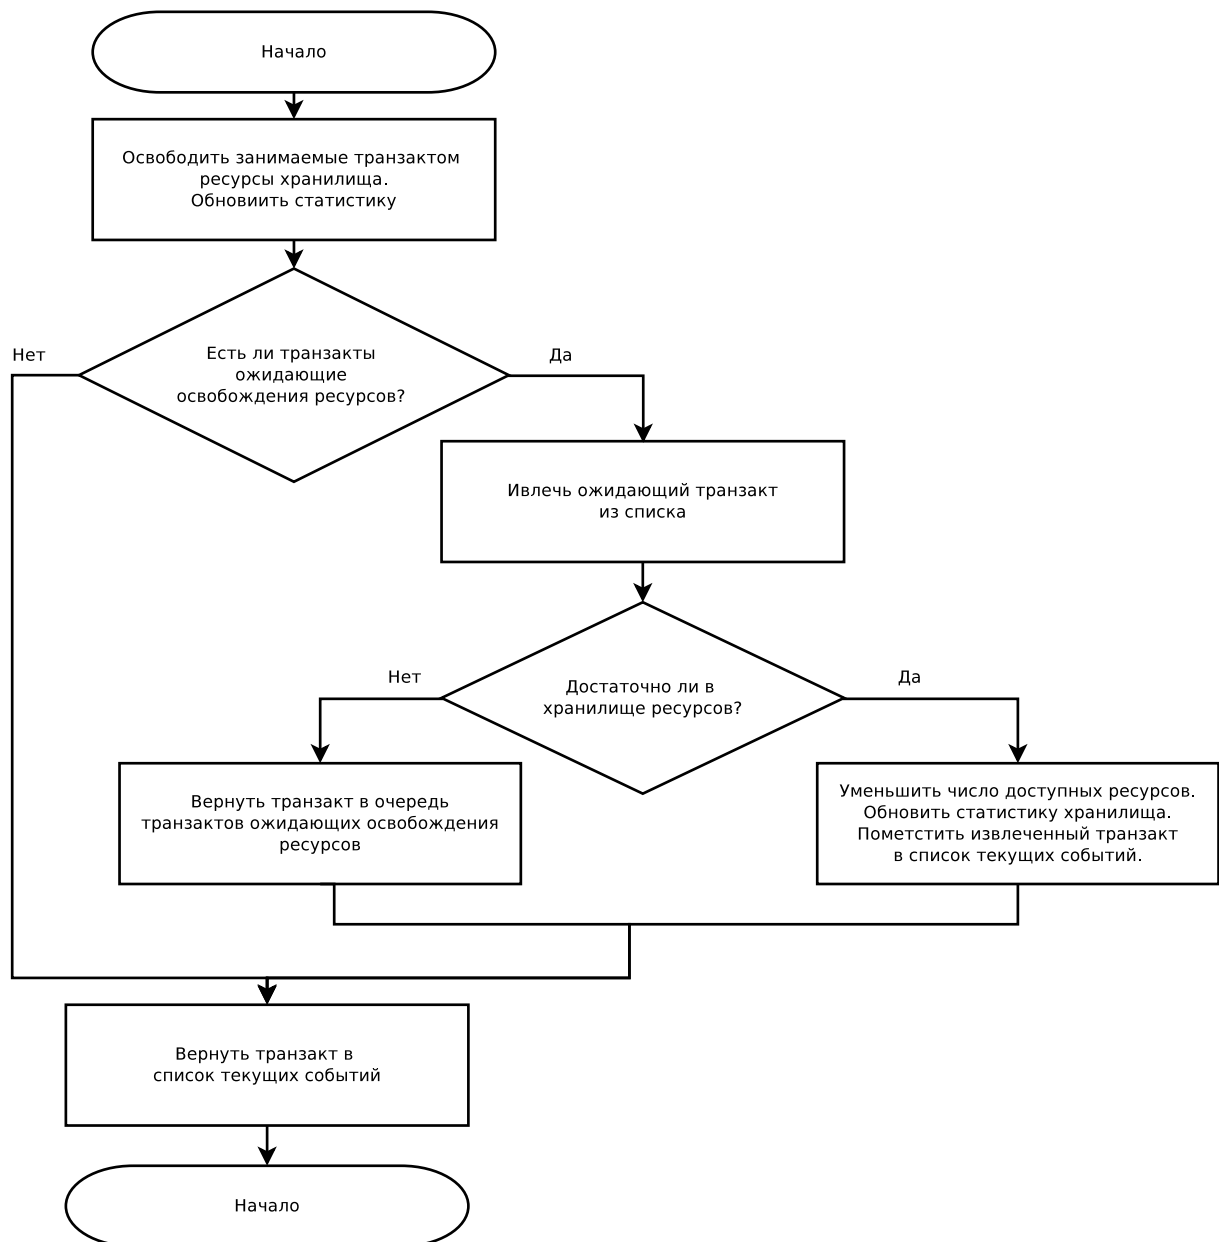 Начало
Освободить занимаемые транзактом
ресурсы хранилища.
Обновиить статистику
Есть ли транзакты
ожидающие
освобождения ресурсов?
Нет
Да
Ивлечь ожидающий транзакт
из списка
Достаточно ли в
хранилище ресурсов?
Нет
Да
Вернуть транзакт в очередь
транзактов ожидающих освобождения
ресурсов
Уменьшить число доступных ресурсов.
Обновить статистику хранилища.
Пометстить извлеченный транзакт
в список текущих событий.
Вернуть транзакт в
список текущих событий
Начало